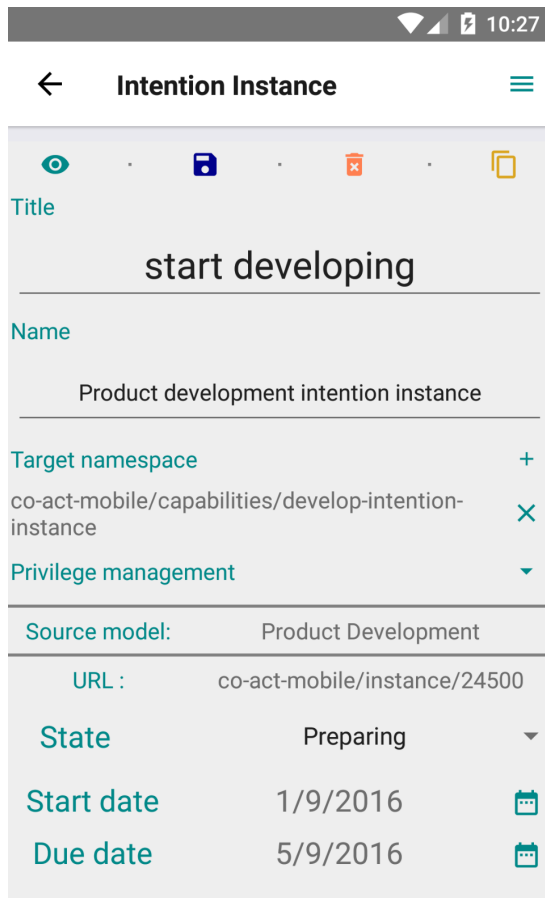 10:27
Intention Instance
Title
start developing
Name
Product development intention instance
Target namespace +
co-act-mobile/capabilities/develop-intention-
instance
Privilege management
Source model: Product Development
URL : co-act-mobile/instance/24500
State Preparing
Start date 1/9/2016
Due date 5/9/2016